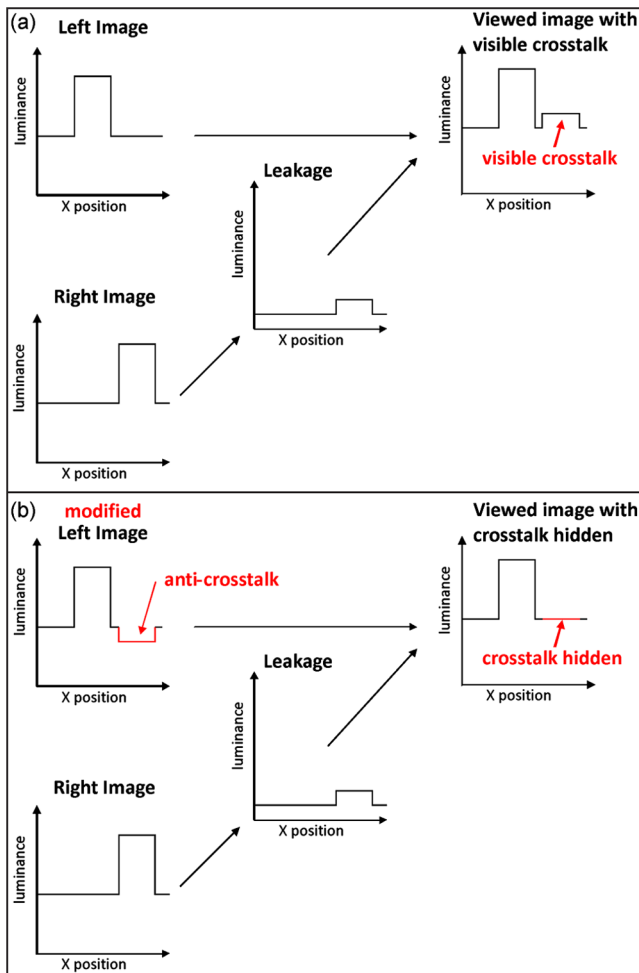 (a)
Left Image
luminance
X position
Viewed image with
visible crosstalk
luminance
visible crosstalk
X position
Leakage
luminance
X position
Right Image
luminance
X position
(b)
modified
Left Image
luminance
anti-crosstalk
X position
Viewed image with
crosstalk hidden
luminance
crosstalk hidden
X position
Leakage
luminance
X position
Right Image
luminance
X position